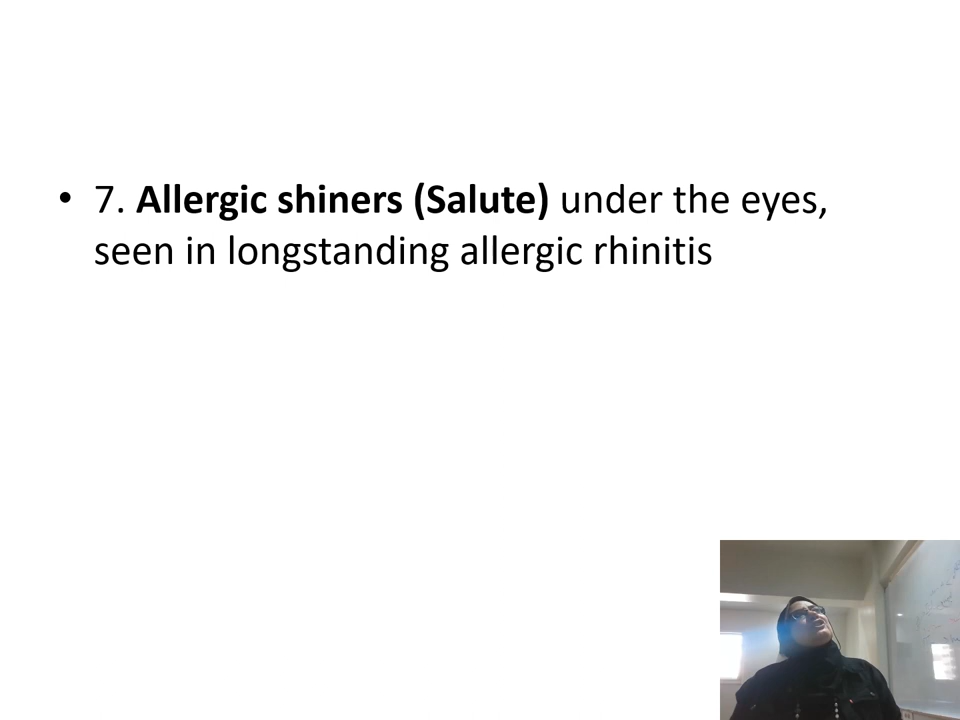 • 7. Allergic shiners (Salute) under the eyes,
seen in longstanding allergic rhinitis